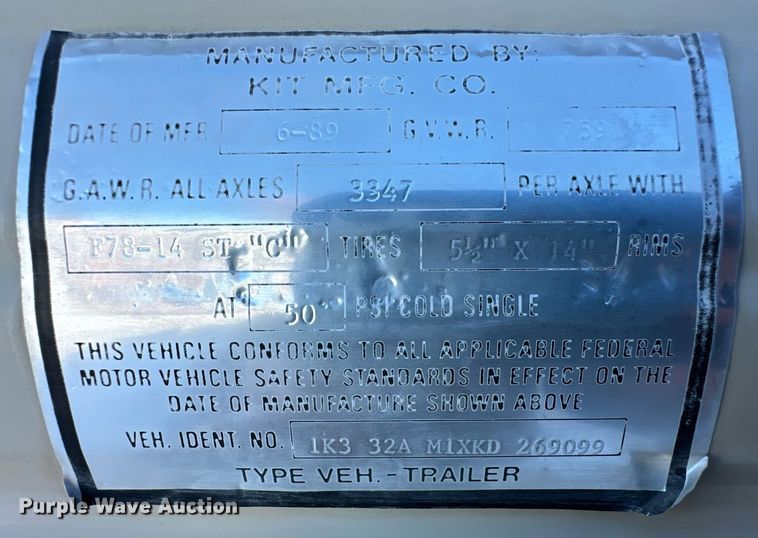 MANUFACTURED BY:
KIT MFG. CO.
DATE OF MFR 6-89 G.V.W.R.
G.A.W.R. ALL AXLES 3347 PER AXLE WITH
F78-14 ST "C" TIRES. 5½" X 14" RIMS
AT 50 PSI COLD SINGLE
THIS VEHICLE CONFORMS TO ALL APPLICABLE FEDERAL
MOTOR VEHICLE SAFETY STANDARDS IN EFFECT ON THE
DATE OF MANUFACTURE SHOWN ABOVE
VEH. IDENT. NO. 1K3 32A M1XKD 269099
TYPE VEH. - TRAILER
Purple Wave Auction